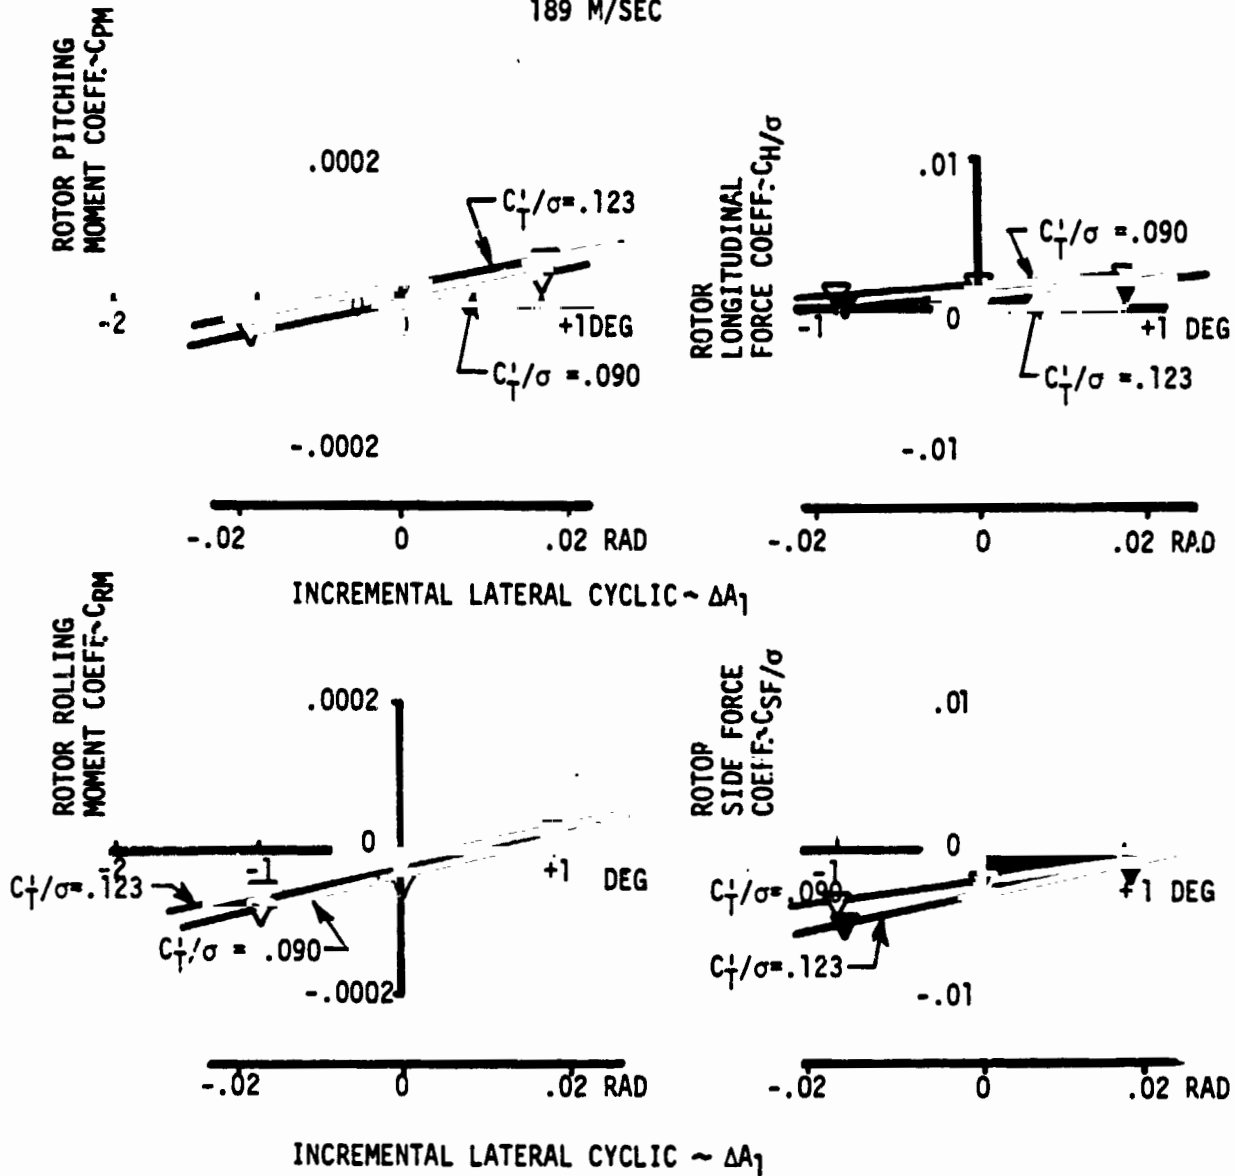 189 M/SEC
ROTOR PITCHING
MOMENT COEFF.~CPM
.0002
C'T/σ=.123
-2
+1 DEG
C'T/σ =.090
-.0002
-.02 0 .02 RAD
ROTOR
LONGITUDINAL
FORCE COEFF.~CH/σ
.01
C'T/σ =.090
-1 0 +1 DEG
C'T/σ =.123
-.01
-.02 0 .02 RAD
INCREMENTAL LATERAL CYCLIC ~ ΔA1
ROTOR ROLLING
MOMENT COEFF.~CRM
.0002
0
-2 -1 +1 DEG
C'T/σ=.123
C'T/σ = .090
-.0002
-.02 0 .02 RAD
ROTOP
SIDE FORCE
COEFF.~CSF/σ
.01
0
-1 +1 DEG
C'T/σ=.090
C'T/σ=.123
-.01
-.02 0 .02 RAD
INCREMENTAL LATERAL CYCLIC ~ ΔA1